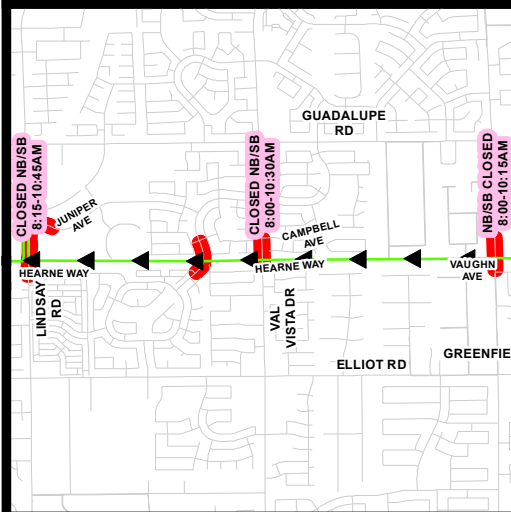 GUADALUPE
RD
CLOSED NB/SB
8:15-10:45AM
CLOSED NB/SB
8:00-10:30AM
NB/SB CLOSED
8:00-10:15AM
JUNIPER
AVE
CAMPBELL
AVE
HEARNE WAY
HEARNE WAY
VAUGHN
AVE
LINDSAY
RD
VAL
VISTA DR
ELLIOT RD
GREENFIE